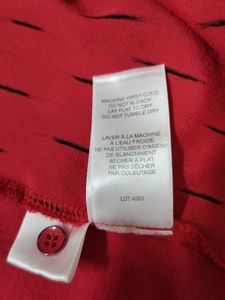 MACHINE WASH COLD
DO NOT BLEACH
LAY FLAT TO DRY
DO NOT TUMBLE DRY
LAVER À LA MACHINE
À L'EAU FROIDE
NE PAS UTILISER D'AGENT
DE BLANCHIMENT
SÉCHER À PLAT
NE PAS SÉCHER
PAR CULBUTAGE
LOT 4583